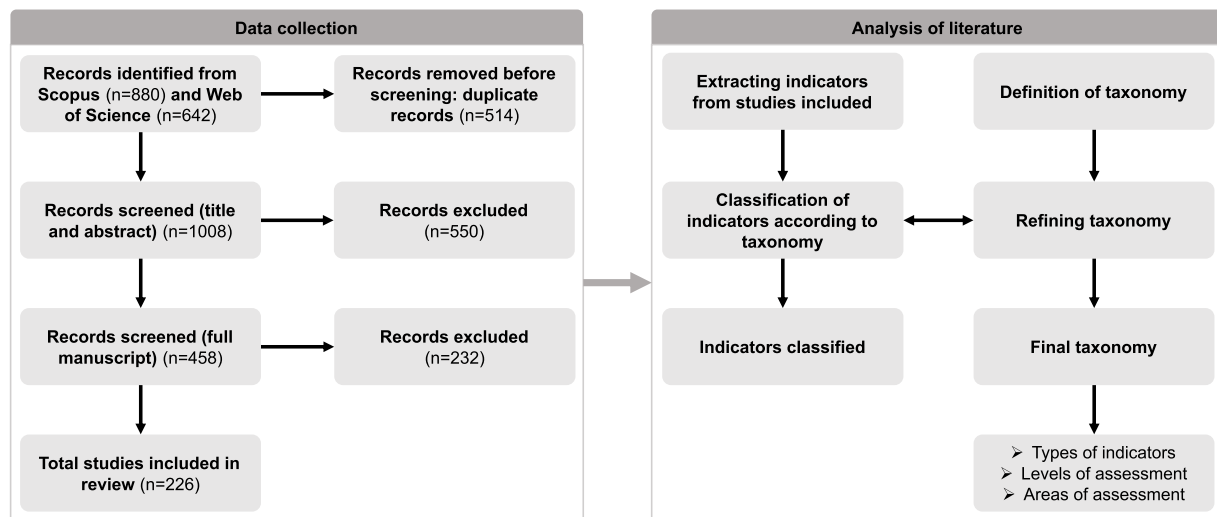 Data collection
Records identified from
Scopus (n=880) and Web
of Science (n=642)
Records removed before
screening: duplicate
records (n=514)
Records screened (title
and abstract) (n=1008)
Records excluded
(n=550)
Records screened (full
manuscript) (n=458)
Records excluded
(n=232)
Total studies included in
review (n=226)
Analysis of literature
Extracting indicators
from studies included
Definition of taxonomy
Classification of
indicators according to
taxonomy
Refining taxonomy
Indicators classified
Final taxonomy
➢ Types of indicators
➢ Levels of assessment
➢ Areas of assessment